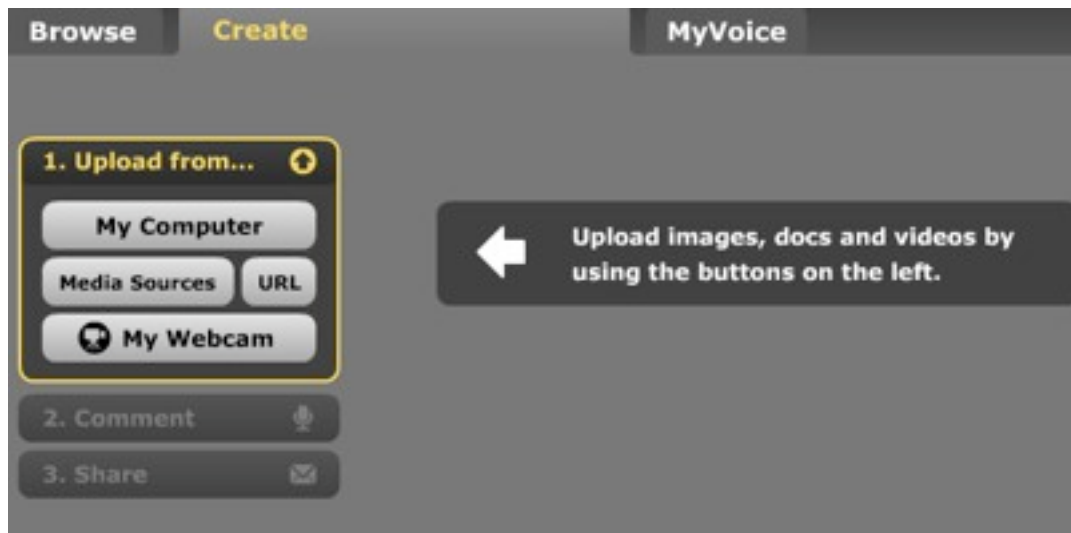 Browse
Create
MyVoice
1. Upload from...
My Computer
Media Sources
URL
My Webcam
2. Comment
3. Share
Upload images, docs and videos by
using the buttons on the left.